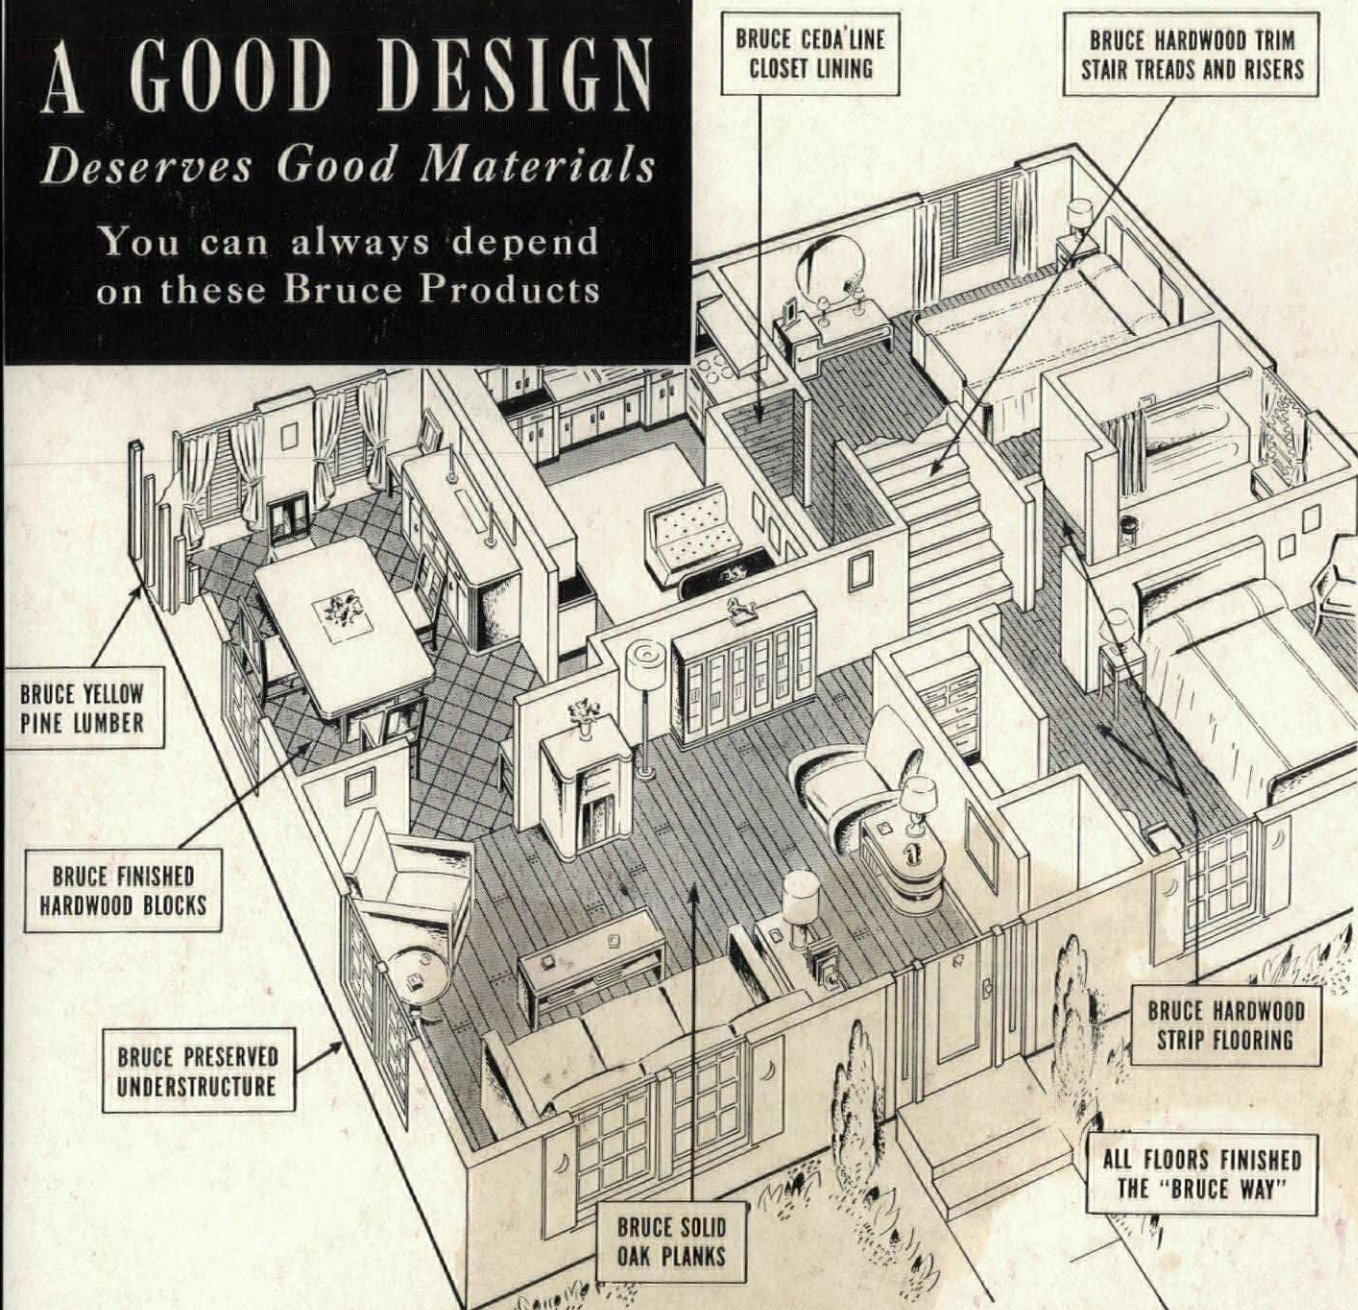 A GOOD DESIGN
Deserves Good Materials
You can always depend
on these Bruce Products
BRUCE CEDA'LINE
CLOSET LINING
BRUCE HARDWOOD TRIM
STAIR TREADS AND RISERS
BRUCE YELLOW
PINE LUMBER
BRUCE FINISHED
HARDWOOD BLOCKS
BRUCE PRESERVED
UNDERSTRUCTURE
BRUCE HARDWOOD
STRIP FLOORING
ALL FLOORS FINISHED
THE "BRUCE WAY"
BRUCE SOLID
OAK PLANKS